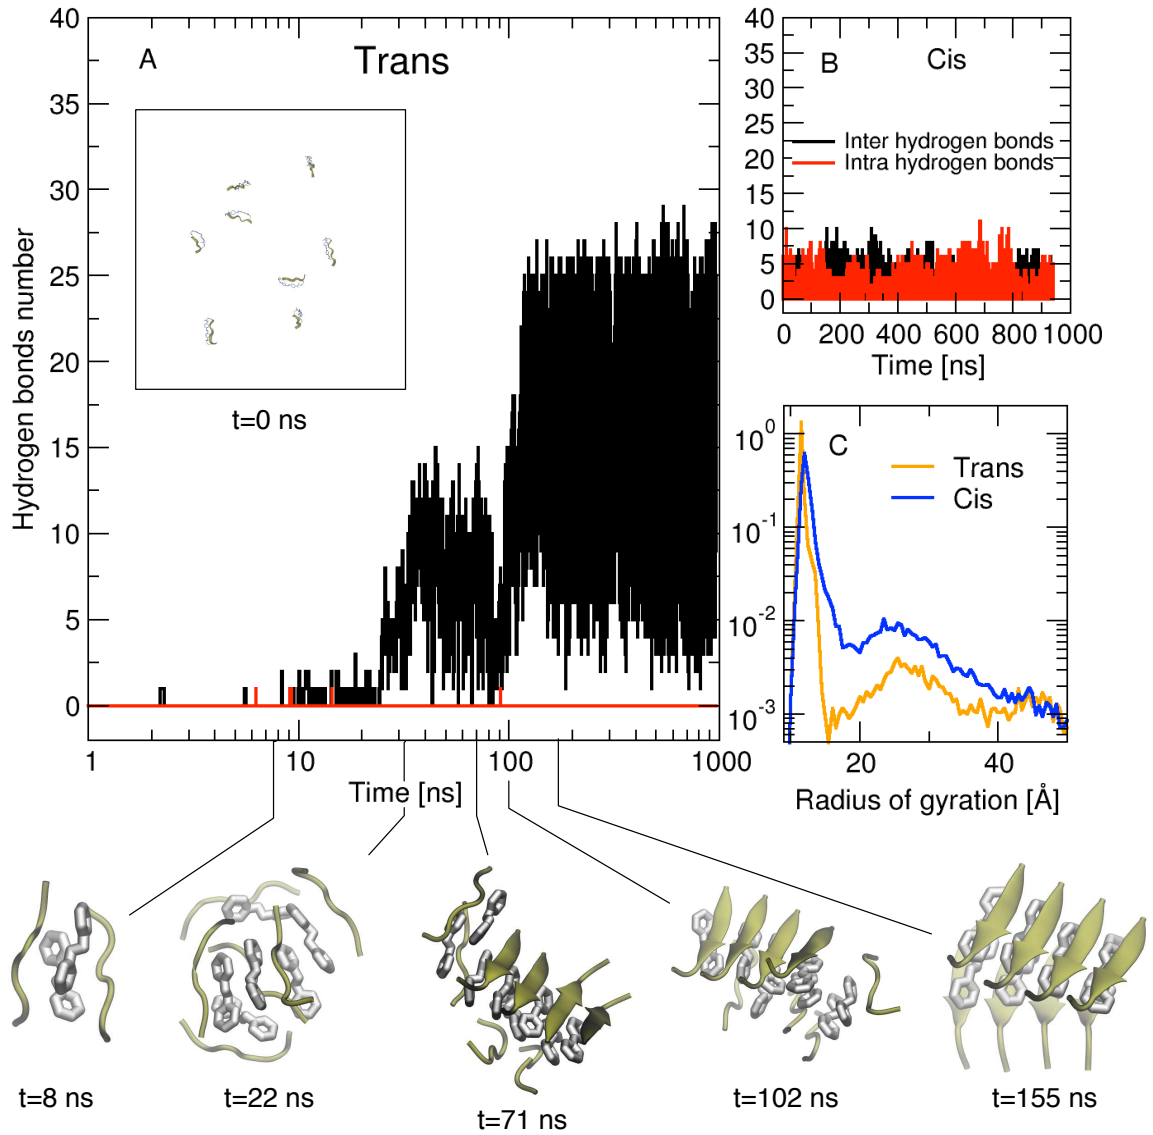 A
Trans
Hydrogen bonds number
40
35
30
25
20
15
10
5
0
t=0 ns
1
10
100
1000
Time [ns]
B
Cis
40
35
30
25
20
15
10
5
0
Inter hydrogen bonds
Intra hydrogen bonds
0
200
400
600
800
1000
Time [ns]
C
Trans
Cis
10^0
10^-1
10^-2
10^-3
20
40
Radius of gyration [Å]
t=8 ns
t=22 ns
t=71 ns
t=102 ns
t=155 ns